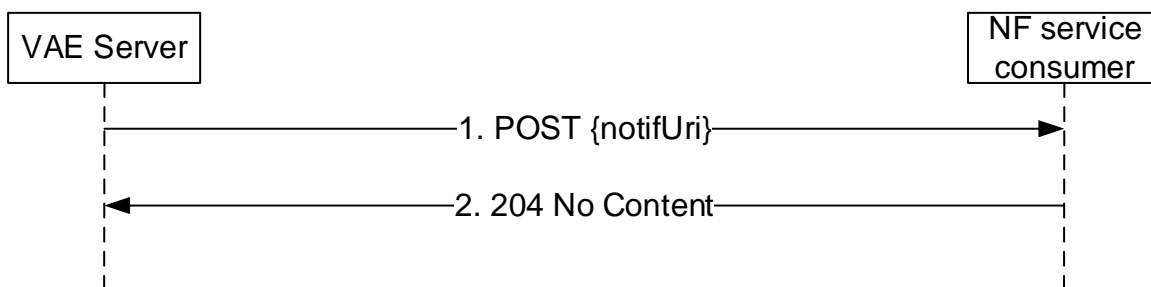 VAE Server
NF service
consumer
1. POST {notifUri}
2. 204 No Content